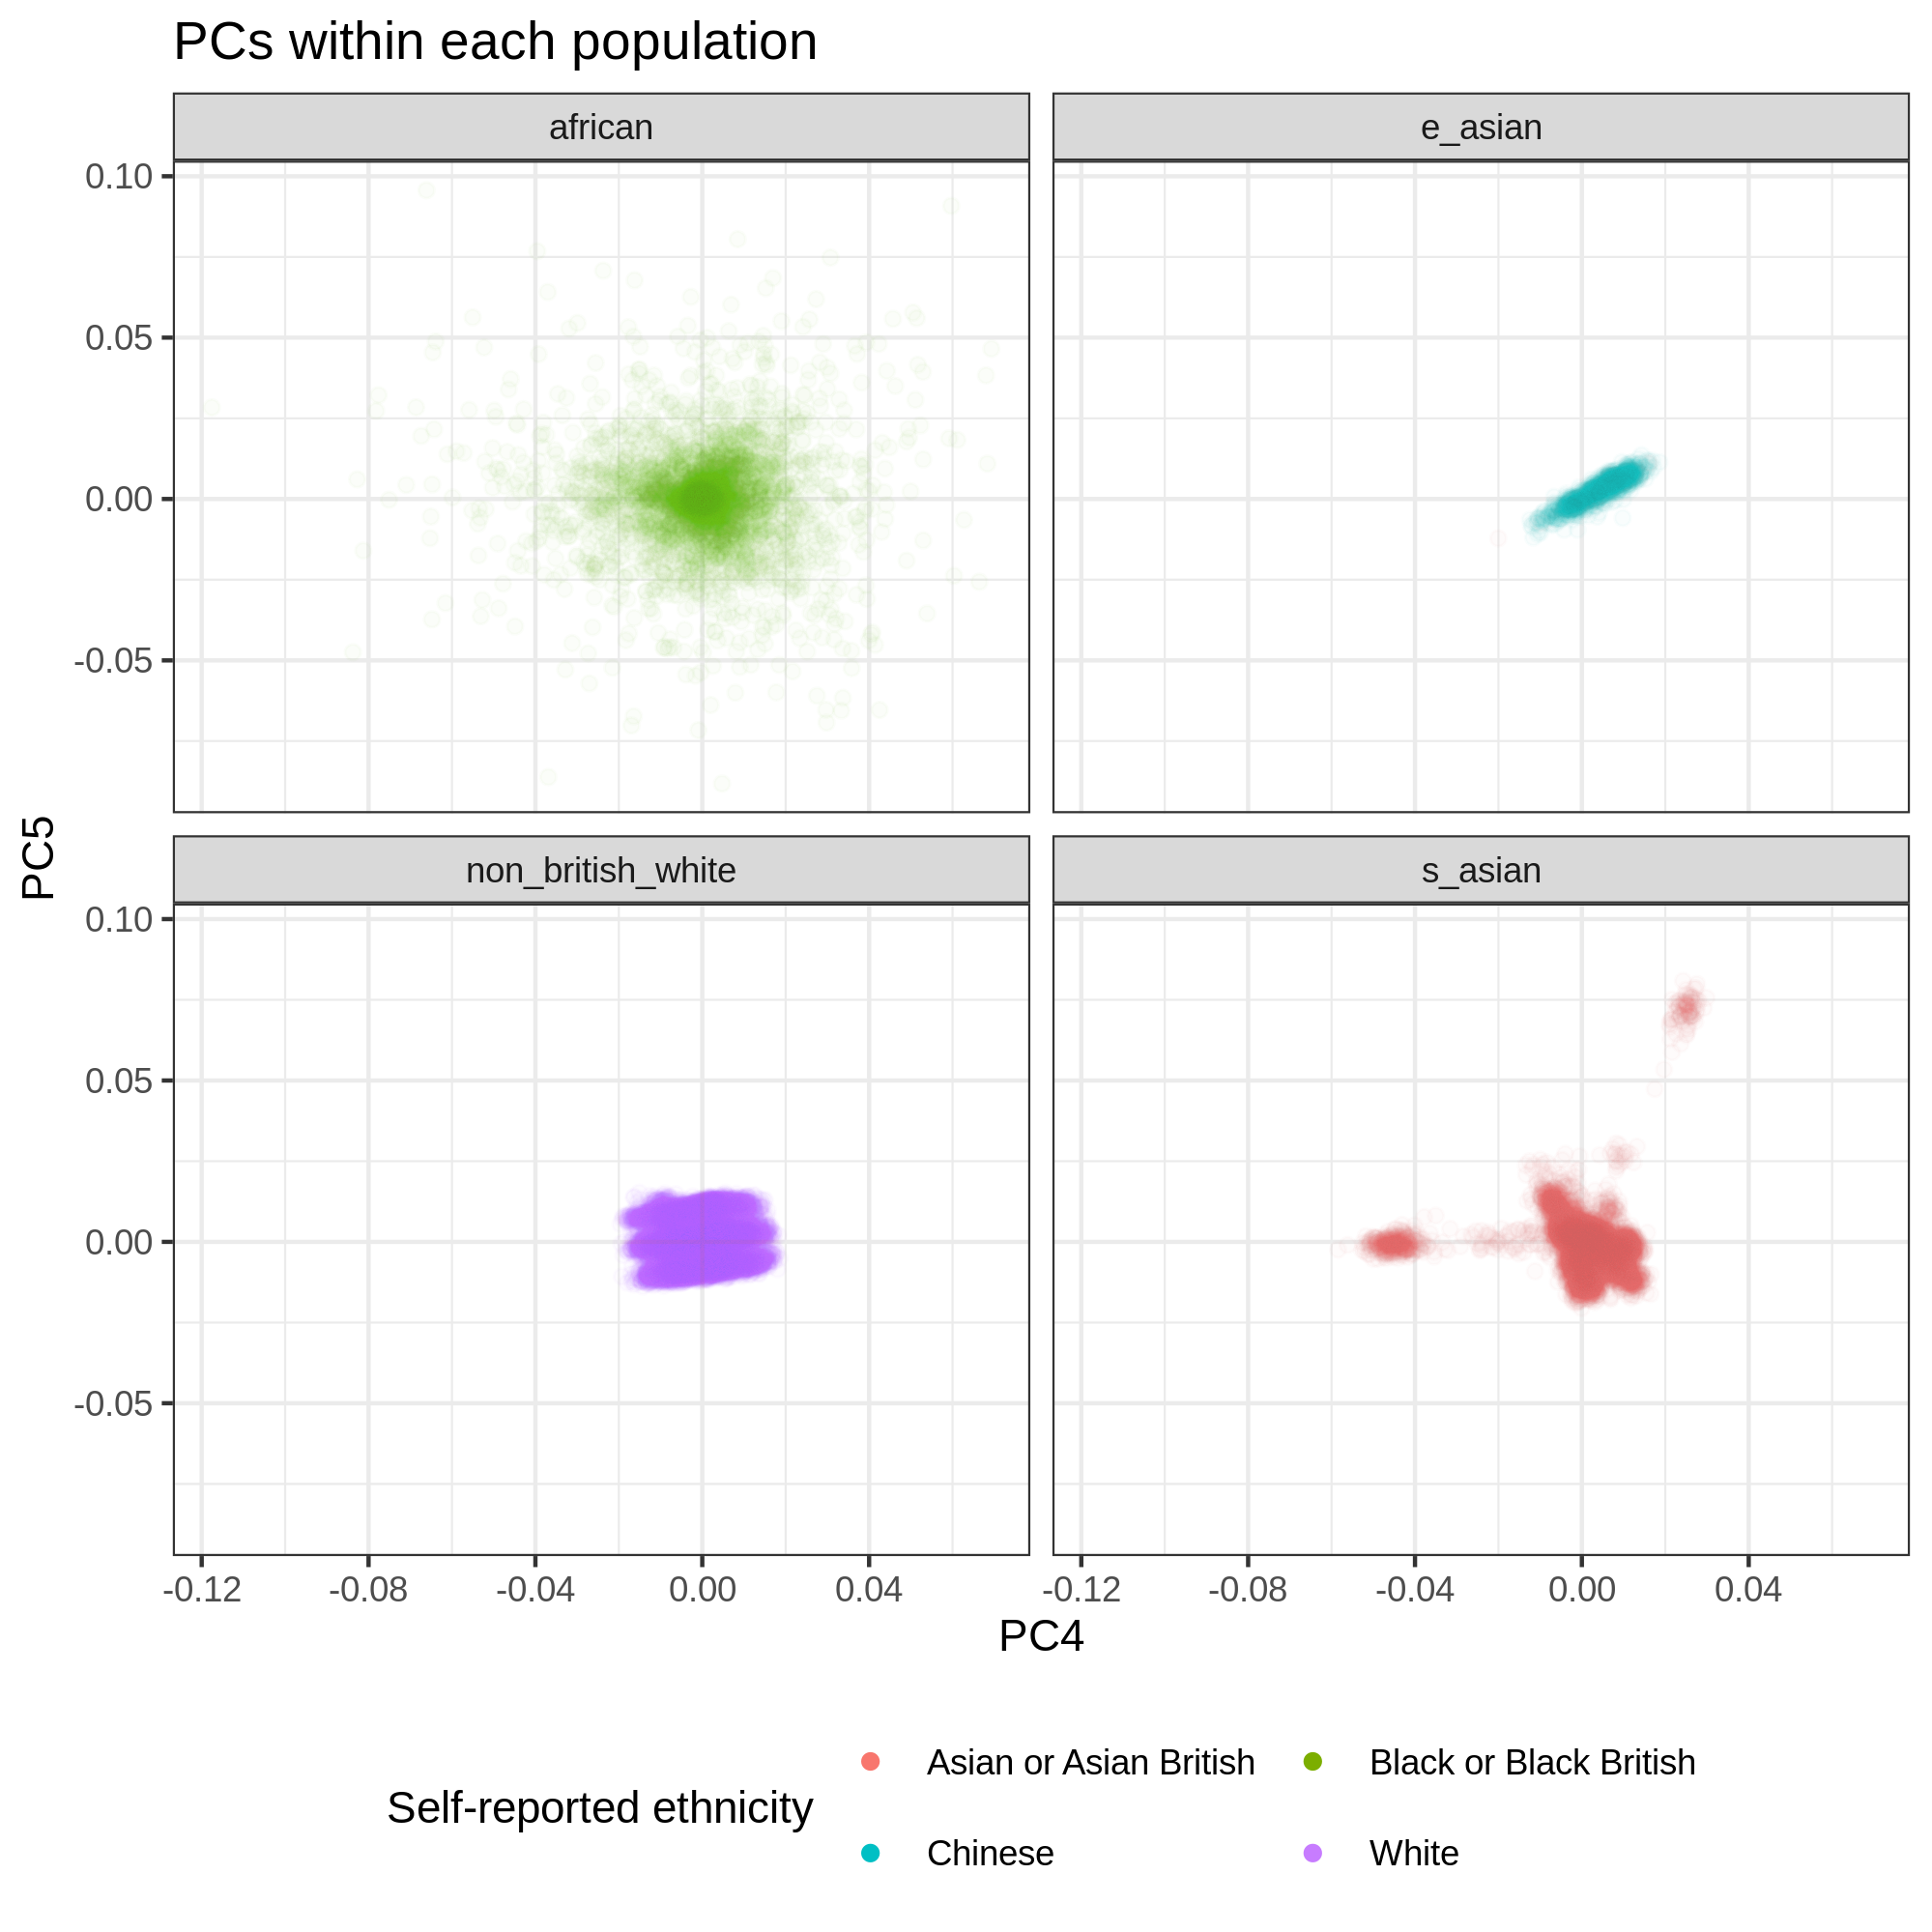 PCs within each population
african
e_asian
0.10
0.05
0.00
-0.05
PC5
non_british_white
s_asian
0.10
0.05
0.00
-0.05
-0.12 -0.08 -0.04 0.00 0.04 -0.12 -0.08 -0.04 0.00 0.04
PC4
Self-reported ethnicity
Asian or Asian British
Black or Black British
Chinese
White